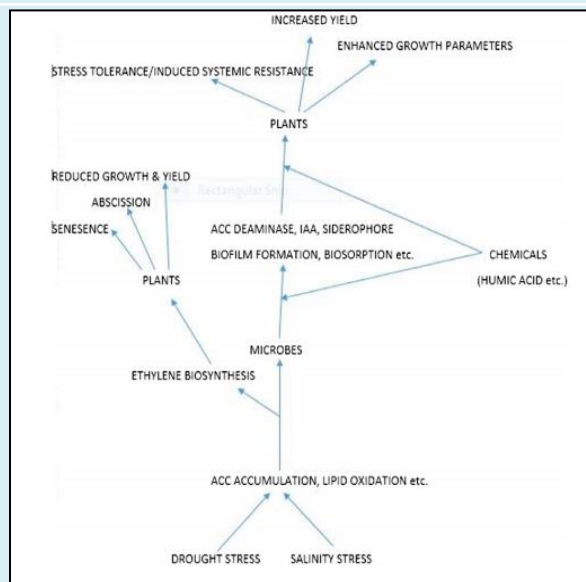 INCREASED YIELD
ENHANCED GROWTH PARAMETERS
STRESS TOLERANCE/INDUCED SYSTEMIC RESISTANCE
PLANTS
REDUCED GROWTH & YIELD
Rectangular Snip
ABSCISSION
SENESENCE
ACC DEAMINASE, IAA, SIDEROPHORE
BIOFILM FORMATION, BIOSORPTION etc.
CHEMICALS
(HUMIC ACID etc.)
PLANTS
MICROBES
ETHYLENE BIOSYNTHESIS
ACC ACCUMULATION, LIPID OXIDATION etc.
DROUGHT STRESS
SALINITY STRESS